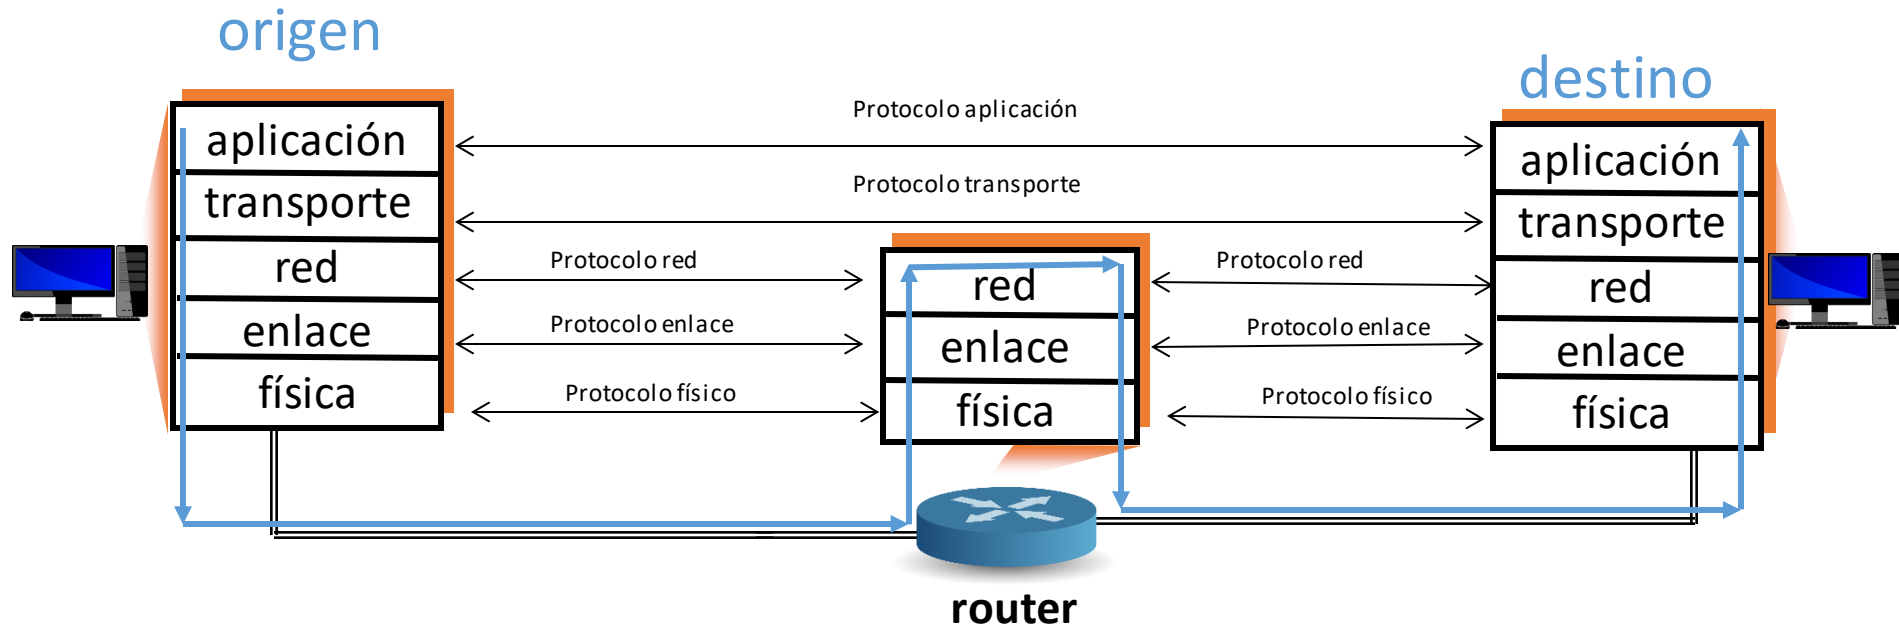 origen
destino
aplicación
transporte
red
enlace
física
Protocolo aplicación
Protocolo transporte
Protocolo red
Protocolo enlace
Protocolo físico
red
enlace
física
router
Protocolo red
Protocolo enlace
Protocolo físico
aplicación
transporte
red
enlace
física